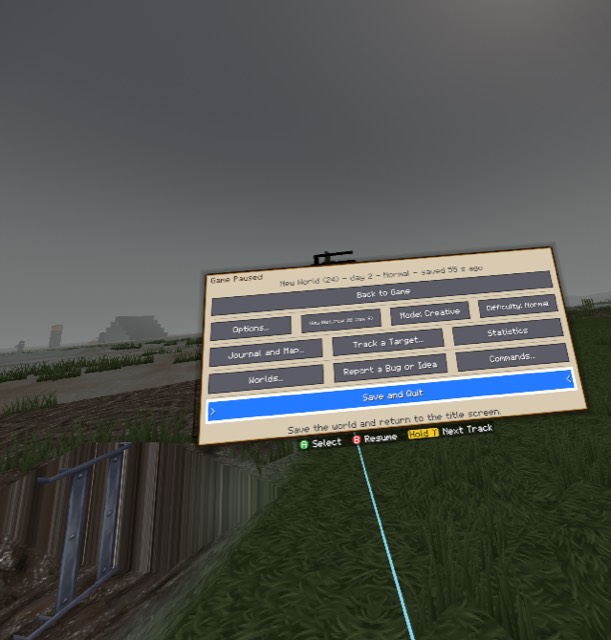 Game Paused
New World (24) - day 2 - Normal - saved 55 s ago
Back to Game
Options...
Mode: Creative
Difficulty: Normal
Journal and Map...
Track a Target...
Statistics
Worlds...
Report a Bug or Idea
Commands...
> Save and Quit <
Save the world and return to the title screen.
A Select B Resume Hold Y Next Track